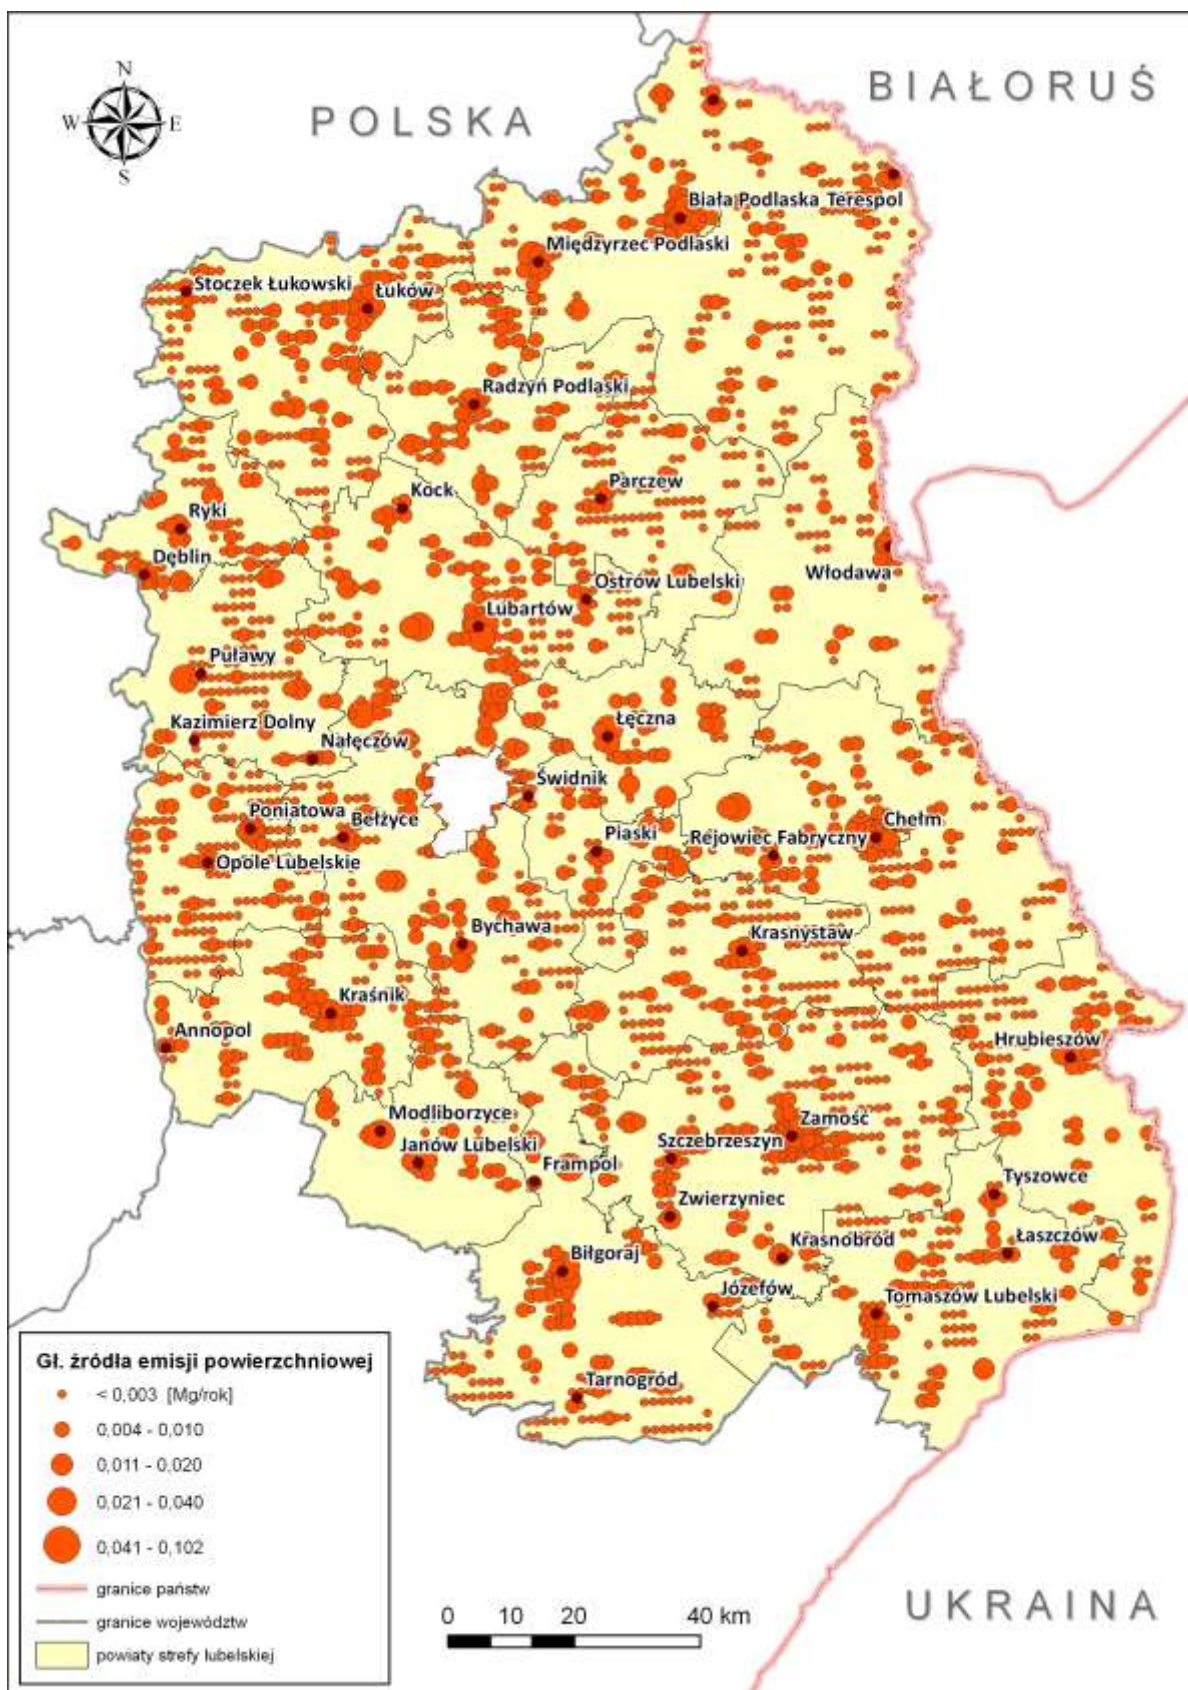 BIAŁORUŚ
POLSKA
N
W E
S
Biała Podlaska Terespol
Międzyrzec Podlaski
Stoczek Łukowski
Łuków
Radzyń Podlaski
Kock
Parczew
Ryki
Dęblin
Włodawa
Ostrów Lubelski
Lubartów
Puławy
Kazimierz Dolny
Łęczna
Nałęczów
Świdnik
Poniatowa
Bełżyce
Piaski
Rejowiec Fabryczny
Chełm
Opole Lubelskie
Bychawa
Krasnystaw
Kraśnik
Annopol
Hrubieszów
Modliborzyce
Janów Lubelski
Frampol
Szczebrzeszyn
Zamość
Zwierzyniec
Tyszowce
Krasnobród
Łaszczów
Biłgoraj
Józefów
Tomaszów Lubelski
Tarnogród
Gł. źródła emisji powierzchniowej
< 0,003 [Mg/rok]
0,004 - 0,010
0,011 - 0,020
0,021 - 0,040
0,041 - 0,102
granice państw
granice województw
powiaty strefy lubelskiej
0 10 20 40 km
UKRAINA